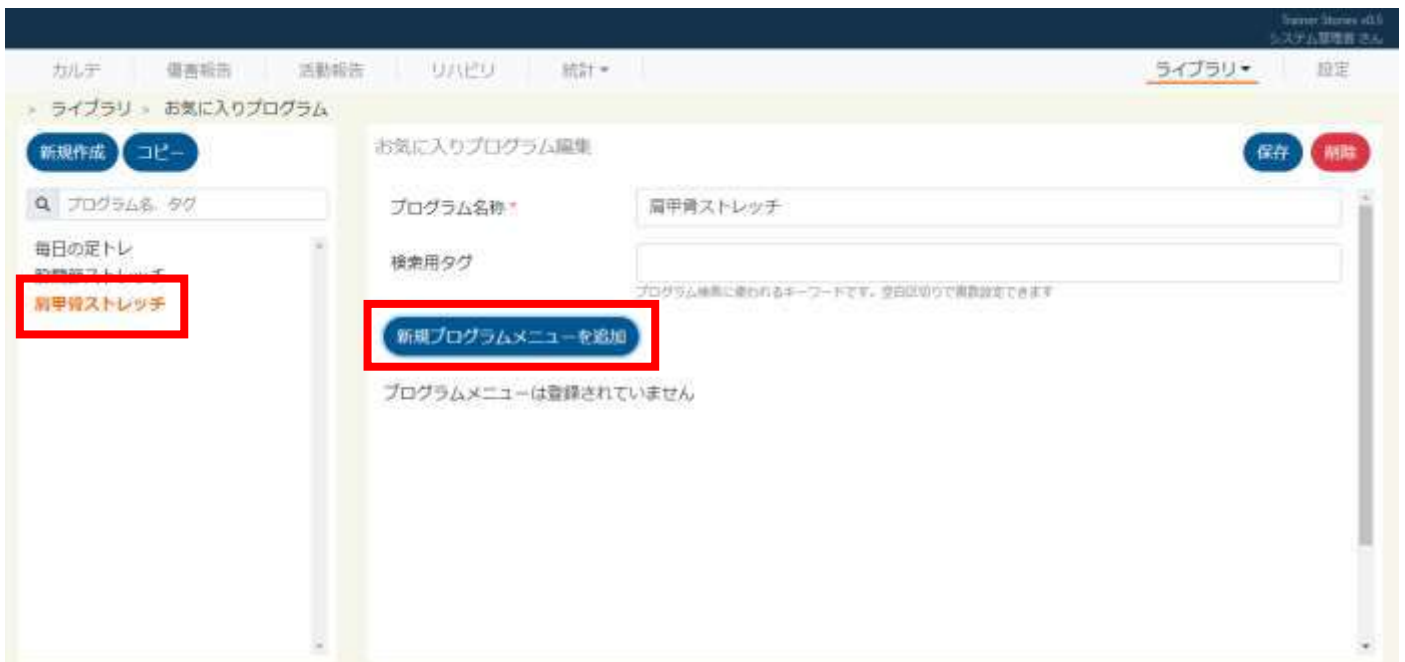 Trainer Stories v0.5
システム管理者 さん
カルテ 傷害報告 活動報告 リハビリ 統計 ライブラリ 設定
> ライブラリ > お気に入りプログラム
新規作成 コピー
プログラム名、タグ
毎日の足トレ
股関節ストレッチ
肩甲骨ストレッチ
お気に入りプログラム編集
保存 削除
プログラム名称* 肩甲骨ストレッチ
検索用タグ
プログラム検索に使われるキーワードです。空白区切りで複数設定できます
新規プログラムメニューを追加
プログラムメニューは登録されていません